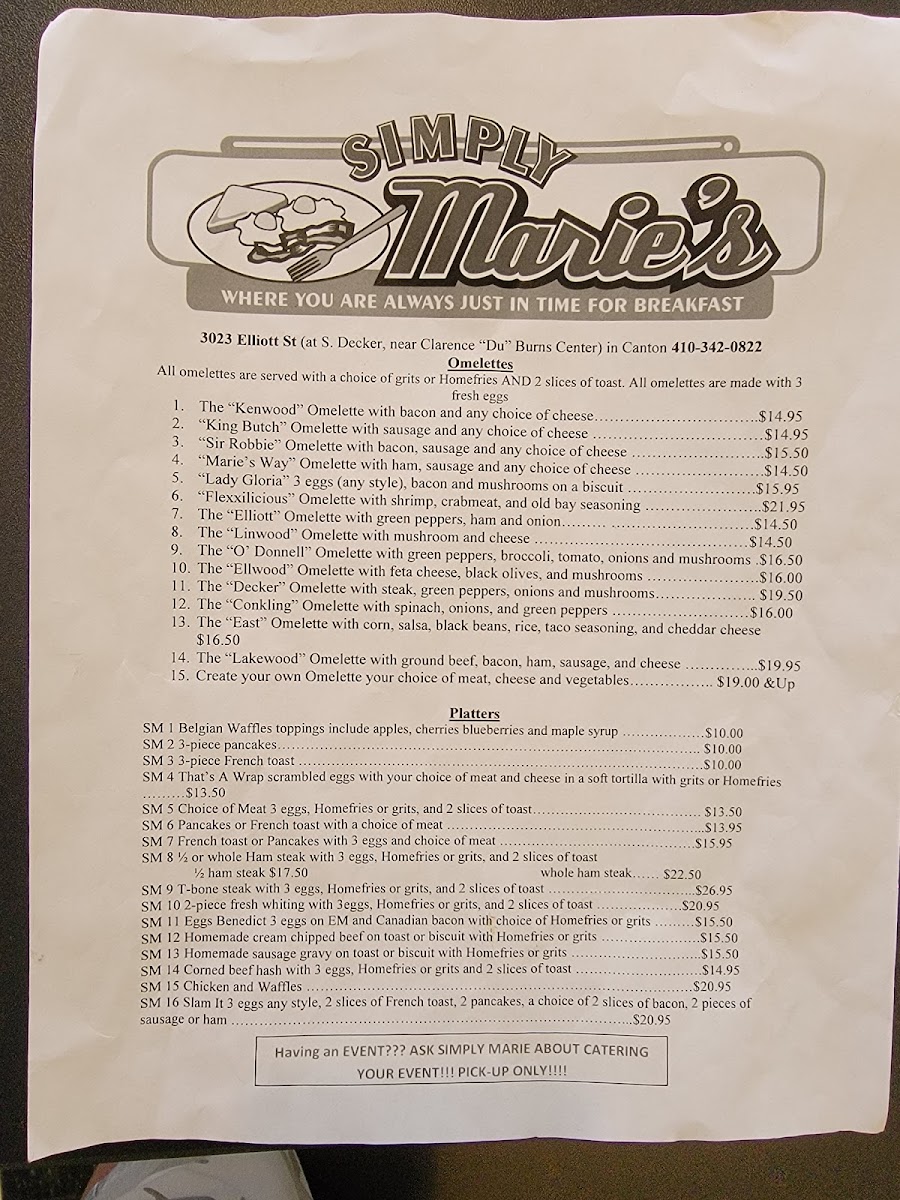 SIMPLY
Marie's
WHERE YOU ARE ALWAYS JUST IN TIME FOR BREAKFAST
3023 Elliott St (at S. Decker, near Clarence “Du” Burns Center) in Canton 410-342-0822
Omelettes
All omelettes are served with a choice of grits or Homefries AND 2 slices of toast. All omelettes are made with 3
fresh eggs
1. The “Kenwood” Omelette with bacon and any choice of cheese.........................................$14.95
2. “King Butch” Omelette with sausage and any choice of cheese ..........................................$14.95
3. “Sir Robbie” Omelette with bacon, sausage and any choice of cheese .................................$15.50
4. “Marie’s Way” Omelette with ham, sausage and any choice of cheese ................................$14.50
5. “Lady Gloria” 3 eggs (any style), bacon and mushrooms on a biscuit ................................$15.95
6. “Flexxilicious” Omelette with shrimp, crabmeat, and old bay seasoning .............................$21.95
7. The “Elliott” Omelette with green peppers, ham and onion......... ...................................$14.50
8. The “Linwood” Omelette with mushroom and cheese .....................................................$14.50
9. The “O’ Donnell” Omelette with green peppers, broccoli, tomato, onions and mushrooms .$16.50
10. The “Ellwood” Omelette with feta cheese, black olives, and mushrooms ............................$16.00
11. The “Decker” Omelette with steak, green peppers, onions and mushrooms......................... $19.50
12. The “Conkling” Omelette with spinach, onions, and green peppers .........................................$16.00
13. The “East” Omelette with corn, salsa, black beans, rice, taco seasoning, and cheddar cheese
$16.50
14. The “Lakewood” Omelette with ground beef, bacon, ham, sausage, and cheese ..................$19.95
15. Create your own Omelette your choice of meat, cheese and vegetables..................... $19.00 &Up
Platters
SM 1 Belgian Waffles toppings include apples, cherries blueberries and maple syrup ....................$10.00
SM 2 3-piece pancakes......................................................................................................... $10.00
SM 3 3-piece French toast .....................................................................................................$10.00
SM 4 That’s A Wrap scrambled eggs with your choice of meat and cheese in a soft tortilla with grits or Homefries
.........$13.50
SM 5 Choice of Meat 3 eggs, Homefries or grits, and 2 slices of toast.......................................... $13.50
SM 6 Pancakes or French toast with a choice of meat ................................................................$13.95
SM 7 French toast or Pancakes with 3 eggs and choice of meat ................................................$15.95
SM 8 ½ or whole Ham steak with 3 eggs, Homefries or grits, and 2 slices of toast
½ ham steak $17.50 whole ham steak...... $22.50
SM 9 T-bone steak with 3 eggs, Homefries or grits, and 2 slices of toast ....................................$26.95
SM 10 2-piece fresh whiting with 3eggs, Homefries or grits, and 2 slices of toast ......................$20.95
SM 11 Eggs Benedict 3 eggs on EM and Canadian bacon with choice of Homefries or grits ..........$15.50
SM 12 Homemade cream chipped beef on toast or biscuit with Homefries or grits .........................$15.50
SM 13 Homemade sausage gravy on toast or biscuit with Homefries or grits ................................$15.50
SM 14 Corned beef hash with 3 eggs, Homefries or grits and 2 slices of toast ................................$14.95
SM 15 Chicken and Waffles ................................................................................................$20.95
SM 16 Slam It 3 eggs any style, 2 slices of French toast, 2 pancakes, a choice of 2 slices of bacon, 2 pieces of
sausage or ham ....................................................................................................$20.95
Having an EVENT??? ASK SIMPLY MARIE ABOUT CATERING
YOUR EVENT!!! PICK-UP ONLY!!!!